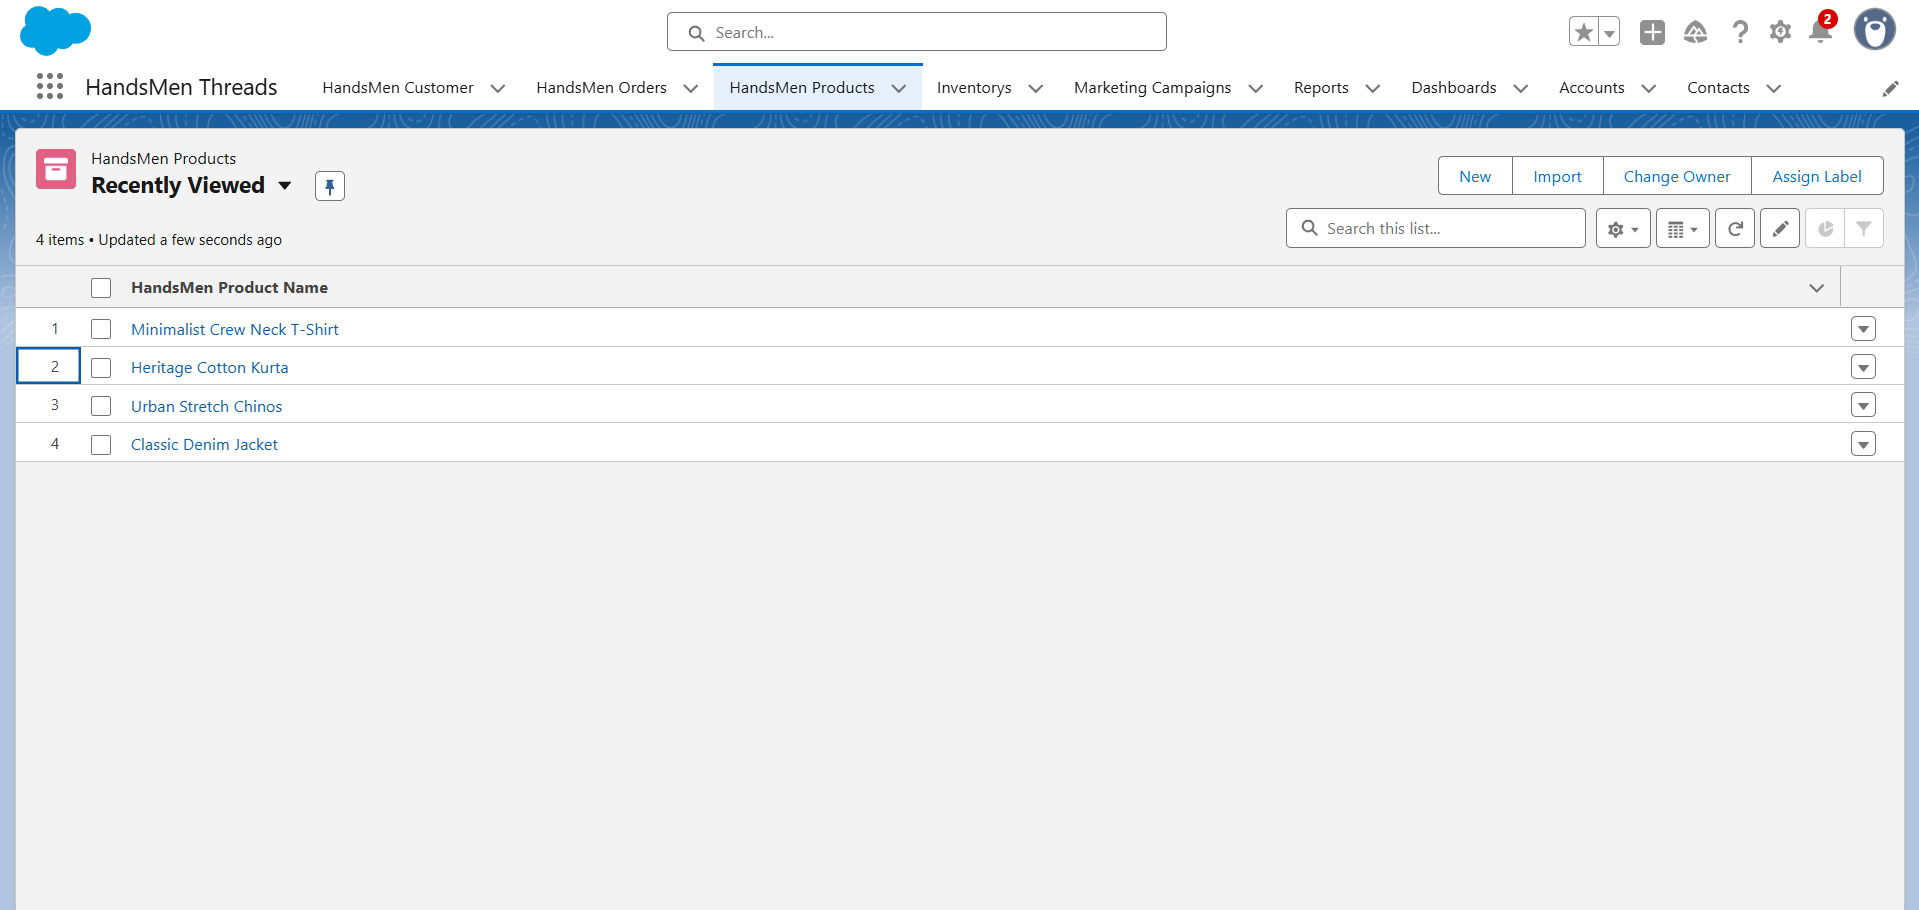 Search...
2
HandsMen Threads
HandsMen Customer
HandsMen Orders
HandsMen Products
Inventorys
Marketing Campaigns
Reports
Dashboards
Accounts
Contacts
HandsMen Products
Recently Viewed
New
Import
Change Owner
Assign Label
4 items • Updated a few seconds ago
Search this list...
HandsMen Product Name
1 Minimalist Crew Neck T-Shirt
2 Heritage Cotton Kurta
3 Urban Stretch Chinos
4 Classic Denim Jacket